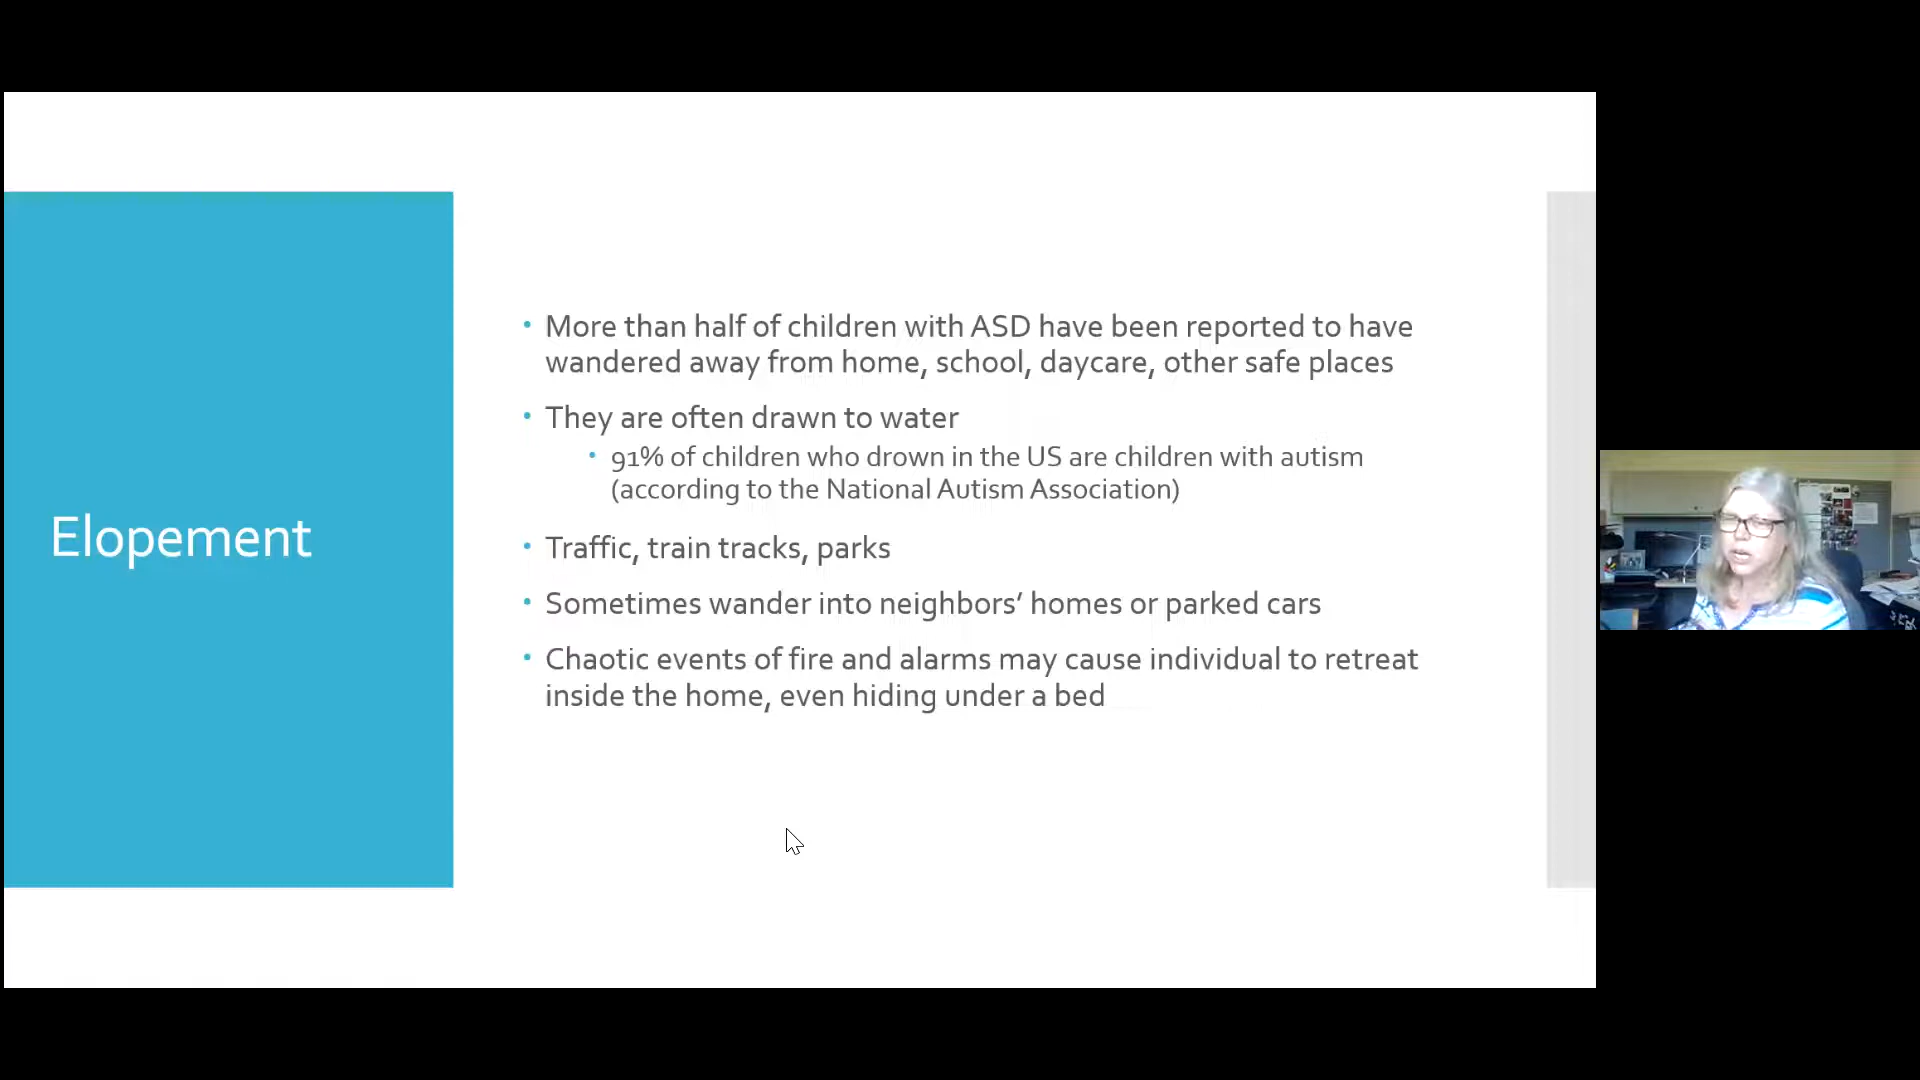 Elopement
• More than half of children with ASD have been reported to have
wandered away from home, school, daycare, other safe places
• They are often drawn to water
• 91% of children who drown in the US are children with autism
(according to the National Autism Association)
• Traffic, train tracks, parks
• Sometimes wander into neighbors’ homes or parked cars
• Chaotic events of fire and alarms may cause individual to retreat
inside the home, even hiding under a bed